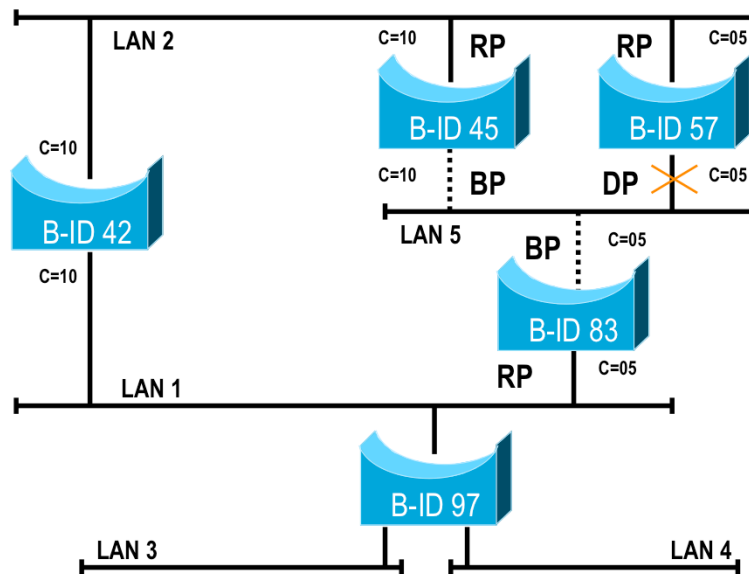 LAN 2
C=10
RP
RP
C=05
B-ID 45
B-ID 57
C=10
C=10
BP
DP
C=05
B-ID 42
LAN 5
BP
C=05
C=10
B-ID 83
RP
C=05
LAN 1
B-ID 97
LAN 3
LAN 4